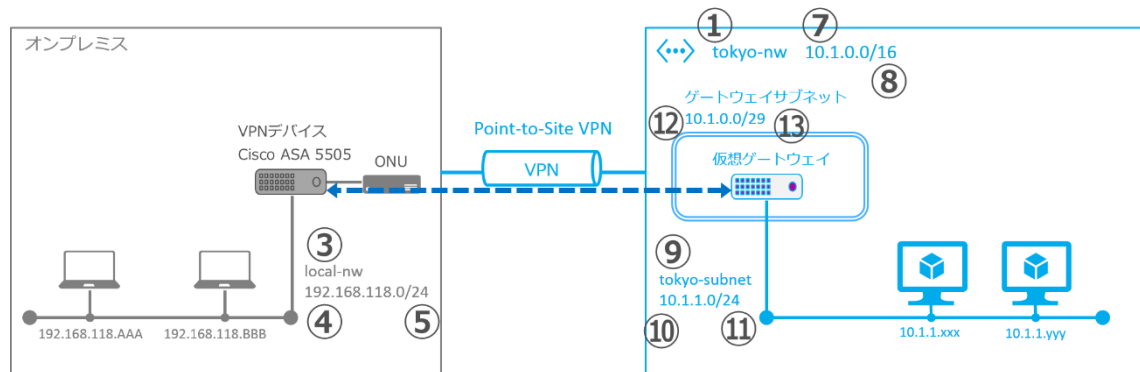 オンプレミス
VPNデバイス
Cisco ASA 5505
ONU
③
local-nw
192.168.118.0/24
④
⑤
192.168.118.AAA
192.168.118.BBB
Point-to-Site VPN
VPN
①
⑦
tokyo-nw
10.1.0.0/16
⑧
ゲートウェイサブネット
10.1.0.0/29
⑫
⑬
仮想ゲートウェイ
⑨
tokyo-subnet
10.1.1.0/24
⑩
⑪
10.1.1.xxx
10.1.1.yyy